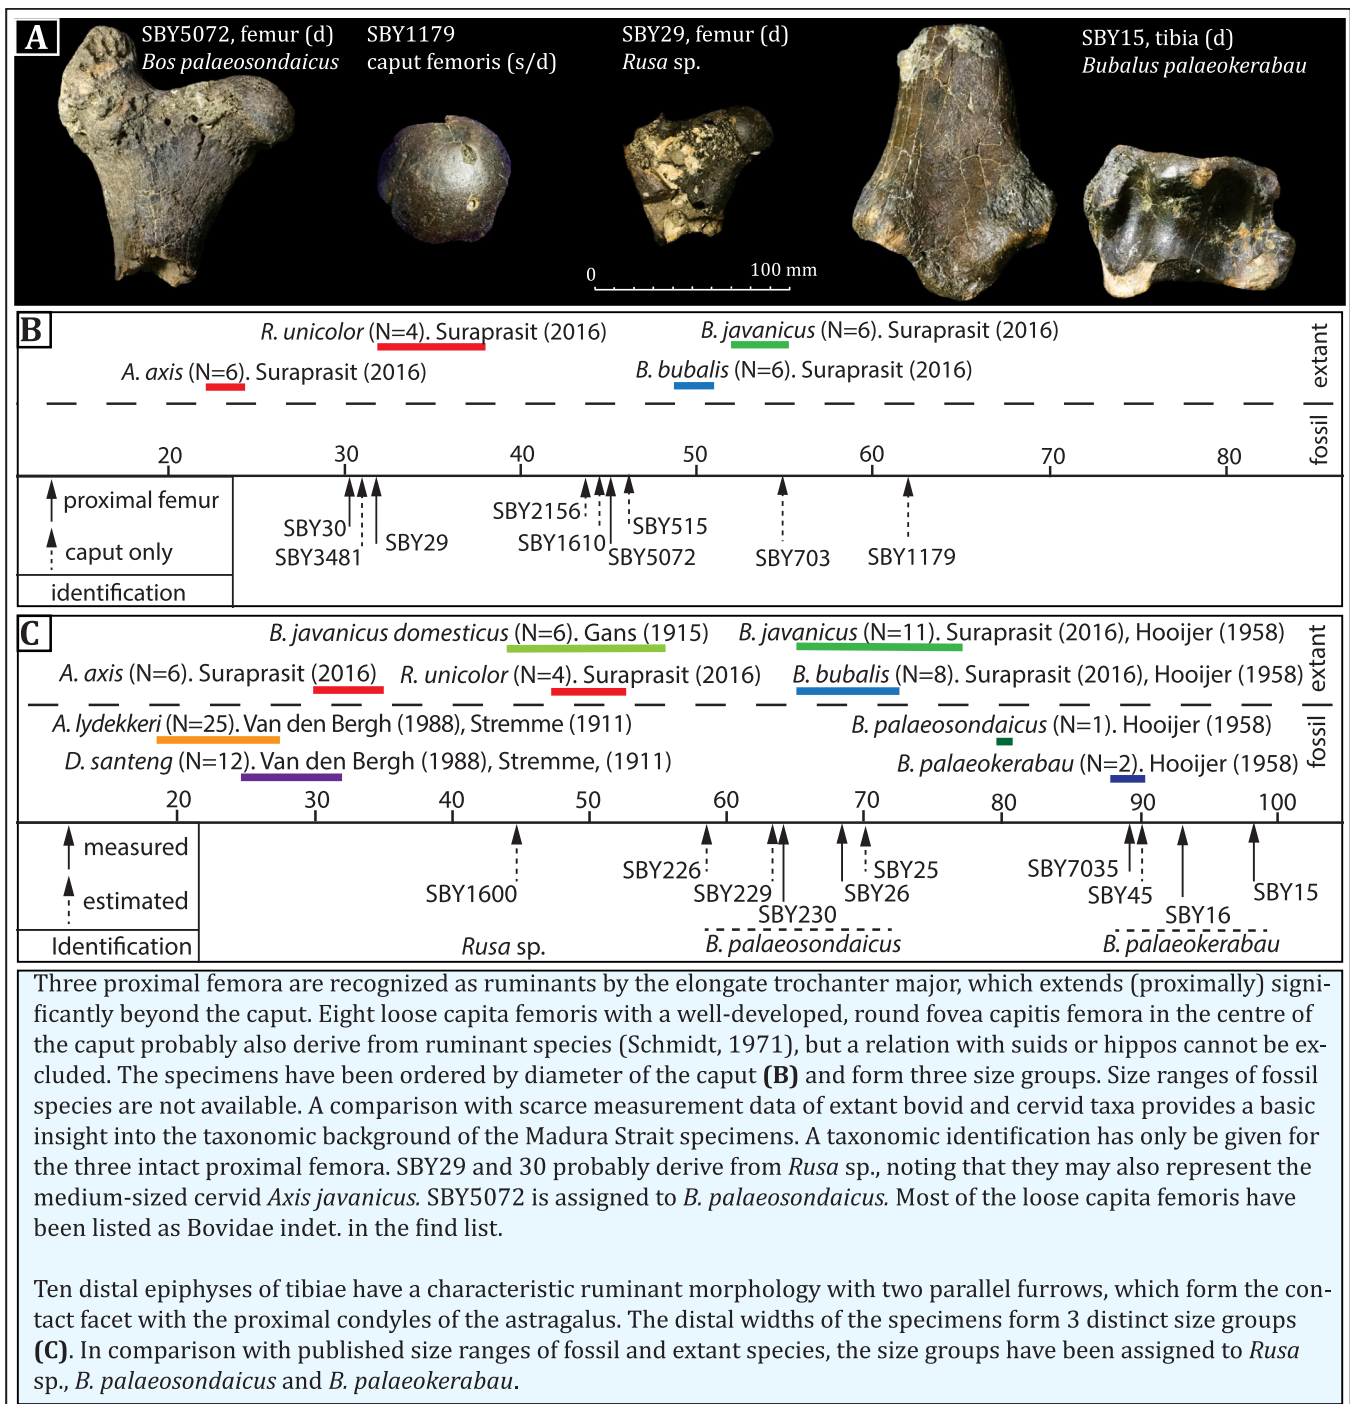 A
SBY5072, femur (d)
Bos palaeosondaicus
SBY1179
caput femoris (s/d)
SBY29, femur (d)
Rusa sp.
SBY15, tibia (d)
Bubalus palaeokerabau
0 100 mm
B
R. unicolor (N=4). Suraprasit (2016)
B. javanicus (N=6). Suraprasit (2016)
A. axis (N=6). Suraprasit (2016)
B. bubalis (N=6). Suraprasit (2016)
extant
fossil
20 30 40 50 60 70 80
proximal femur
caput only
identification
SBY30
SBY3481
SBY29
SBY2156
SBY1610
SBY5072
SBY515
SBY703
SBY1179
C
B. javanicus domesticus (N=6). Gans (1915)
B. javanicus (N=11). Suraprasit (2016), Hooijer (1958)
A. axis (N=6). Suraprasit (2016)
R. unicolor (N=4). Suraprasit (2016)
B. bubalis (N=8). Suraprasit (2016), Hooijer (1958)
extant
A. lydekkeri (N=25). Van den Bergh (1988), Stremme (1911)
B. palaeosondaicus (N=1). Hooijer (1958)
D. santeng (N=12). Van den Bergh (1988), Stremme, (1911)
B. palaeokerabau (N=2). Hooijer (1958)
fossil
20 30 40 50 60 70 80 90 100
measured
estimated
Identification
SBY1600
SBY226
SBY229
SBY230
SBY26
SBY25
SBY7035
SBY45
SBY16
SBY15
Rusa sp.
B. palaeosondaicus
B. palaeokerabau
Three proximal femora are recognized as ruminants by the elongate trochanter major, which extends (proximally) signi-
ficantly beyond the caput. Eight loose capita femoris with a well-developed, round fovea capitis femora in the centre of
the caput probably also derive from ruminant species (Schmidt, 1971), but a relation with suids or hippos cannot be ex-
cluded. The specimens have been ordered by diameter of the caput (B) and form three size groups. Size ranges of fossil
species are not available. A comparison with scarce measurement data of extant bovid and cervid taxa provides a basic
insight into the taxonomic background of the Madura Strait specimens. A taxonomic identification has only be given for
the three intact proximal femora. SBY29 and 30 probably derive from Rusa sp., noting that they may also represent the
medium-sized cervid Axis javanicus. SBY5072 is assigned to B. palaeosondaicus. Most of the loose capita femoris have
been listed as Bovidae indet. in the find list.
Ten distal epiphyses of tibiae have a characteristic ruminant morphology with two parallel furrows, which form the con-
tact facet with the proximal condyles of the astragalus. The distal widths of the specimens form 3 distinct size groups
(C). In comparison with published size ranges of fossil and extant species, the size groups have been assigned to Rusa
sp., B. palaeosondaicus and B. palaeokerabau.